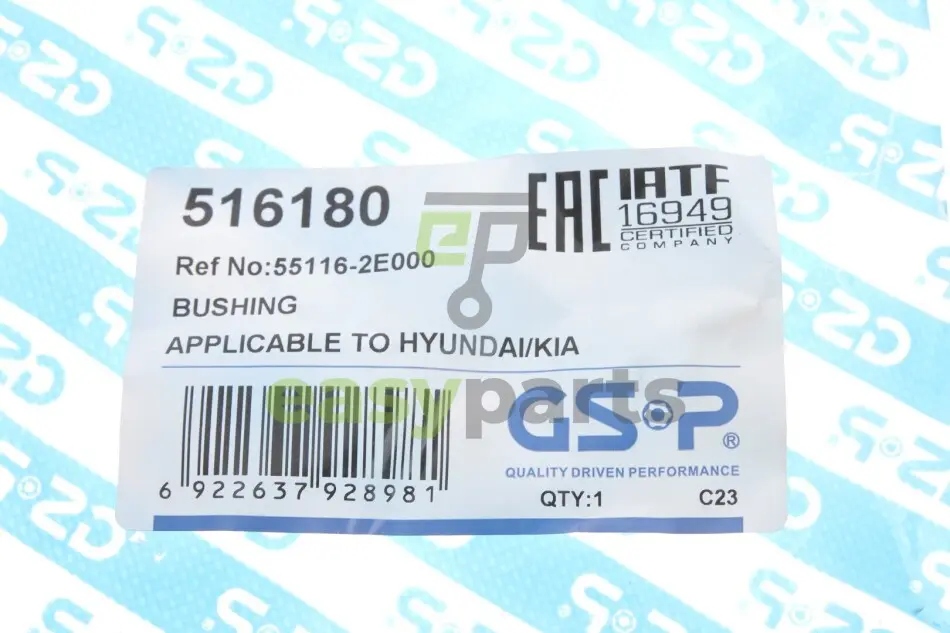 516180
EAC
IATF
16949
CERTIFIED
COMPANY
Ref No:55116-2E000
BUSHING
APPLICABLE TO HYUNDAI/KIA
ep
easyparts
GSP®
QUALITY DRIVEN PERFORMANCE
6 922637 928981
QTY:1
C23